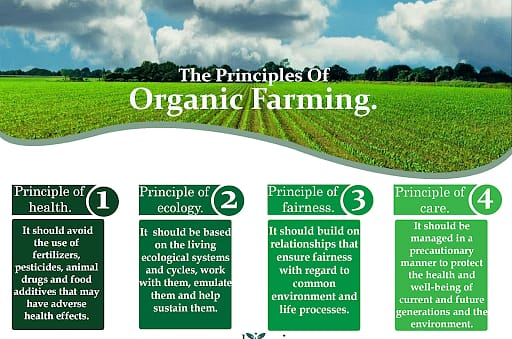 The Principles Of
Organic Farming.
Principle of
health.
1
It should avoid
the use of
fertilizers,
pesticides, animal
drugs and food
additives that may
have adverse
health effects.
Principle of
ecology.
2
It should be based
on the living
ecological systems
and cycles, work
with them, emulate
them and help
sustain them.
Principle of
fairness.
3
It should build on
relationships that
ensure fairness
with regard to
common
environment and
life processes.
Principle of
care.
4
It should be
managed in a
precautionary
manner to protect
the health and
well-being of
current and future
generations and the
environment.